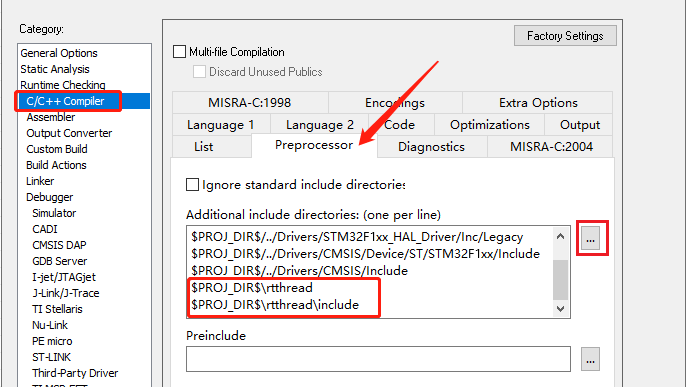 Category:
Factory Settings
General Options
Static Analysis
Runtime Checking
C/C++ Compiler
Assembler
Output Converter
Custom Build
Build Actions
Linker
Debugger
Simulator
CADI
CMSIS DAP
GDB Server
I-jet/JTAGjet
J-Link/J-Trace
TI Stellaris
Nu-Link
PE micro
ST-LINK
Third-Party Driver
TI MSP-FET
Multi-file Compilation
Discard Unused Publics
MISRA-C:1998
Encodings
Extra Options
Language 1
Language 2
Code
Optimizations
Output
List
Preprocessor
Diagnostics
MISRA-C:2004
Ignore standard include directories
Additional include directories: (one per line)
$PROJ_DIR$/../Drivers/STM32F1xx_HAL_Driver/Inc/Legacy
$PROJ_DIR$/../Drivers/CMSIS/Device/ST/STM32F1xx/Include
$PROJ_DIR$/../Drivers/CMSIS/Include
$PROJ_DIR$\rtthread
$PROJ_DIR$\rtthread\include
...
Preinclude
...